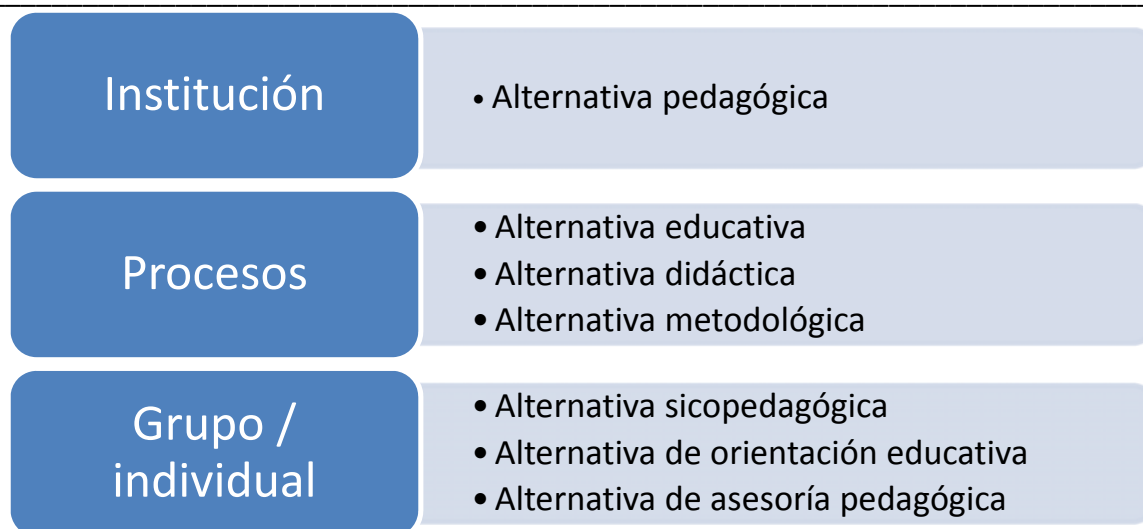 Institución
• Alternativa pedagógica
Procesos
• Alternativa educativa
• Alternativa didáctica
• Alternativa metodológica
Grupo /
individual
• Alternativa sicopedagógica
• Alternativa de orientación educativa
• Alternativa de asesoría pedagógica